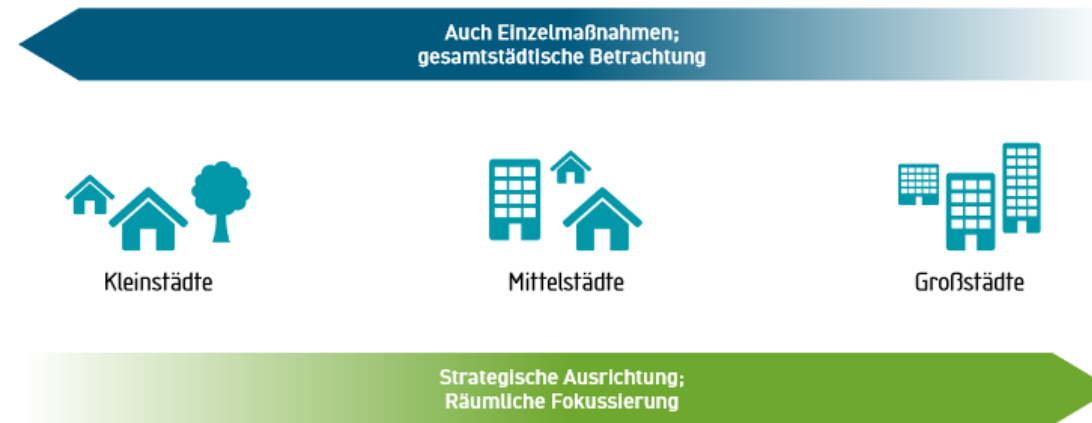 Auch Einzelmaßnahmen;
gesamtstädtische Betrachtung
Kleinstädte
Mittelstädte
Großstädte
Strategische Ausrichtung;
Räumliche Fokussierung